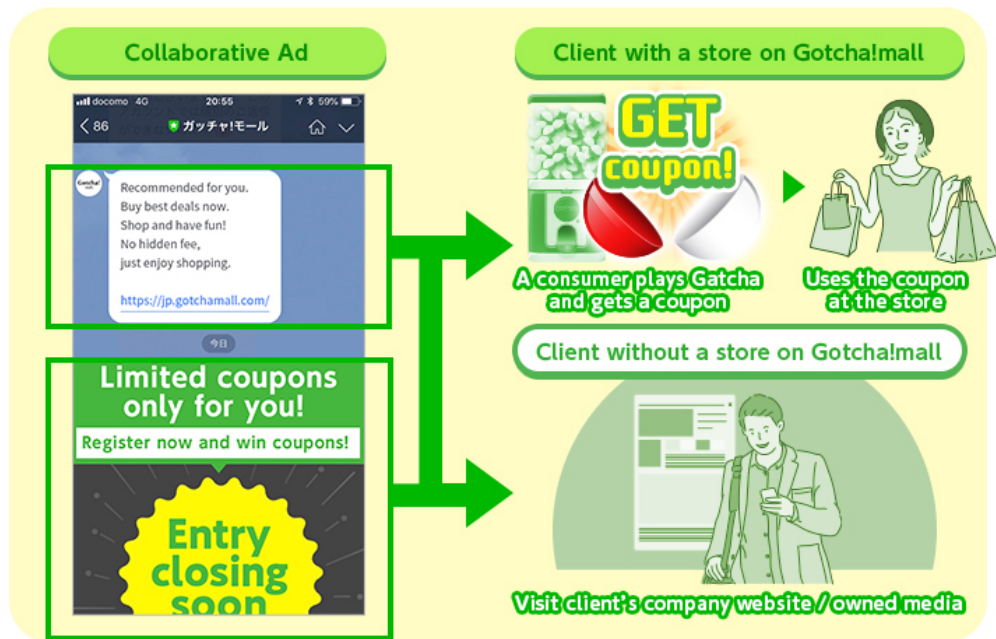 Collaborative Ad
docomo 4G 20:55 59%
86 ガッチャ!モール
Gotcha!
Recommended for you.
Buy best deals now.
Shop and have fun!
No hidden fee,
just enjoy shopping.
https://jp.gotchamall.com/
今日
Limited coupons
only for you!
Register now and win coupons!
Entry
closing
soon
Client with a store on Gotcha!mall
GET
coupon!
A consumer plays Gatcha
and gets a coupon
Uses the coupon
at the store
Client without a store on Gotcha!mall
Visit client's company website / owned media